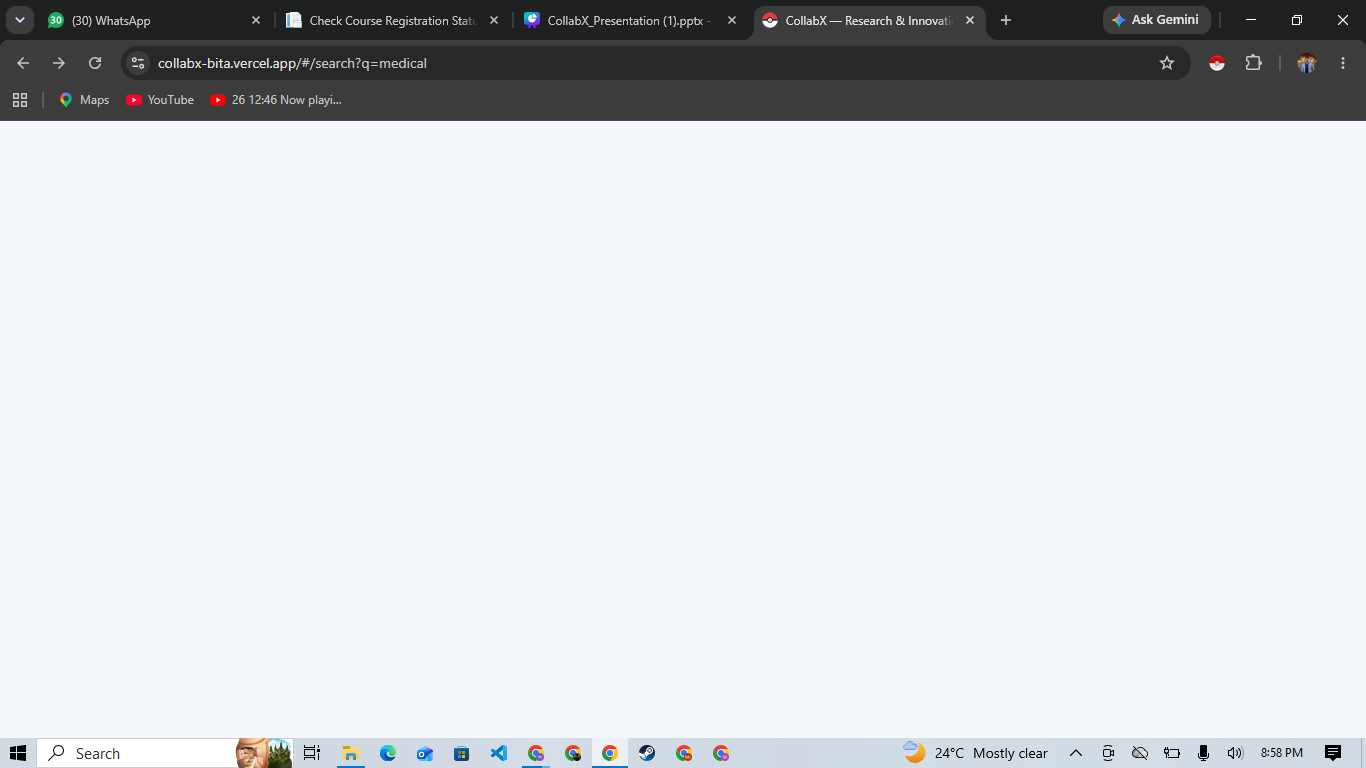 30 (30) WhatsApp Check Course Registration Statu CollabX_Presentation (1).pptx - CollabX — Research & Innovati Ask Gemini
collabx-bita.vercel.app/#/search?q=medical
Maps YouTube 26 12:46 Now playi...
Search 24°C Mostly clear 8:58 PM